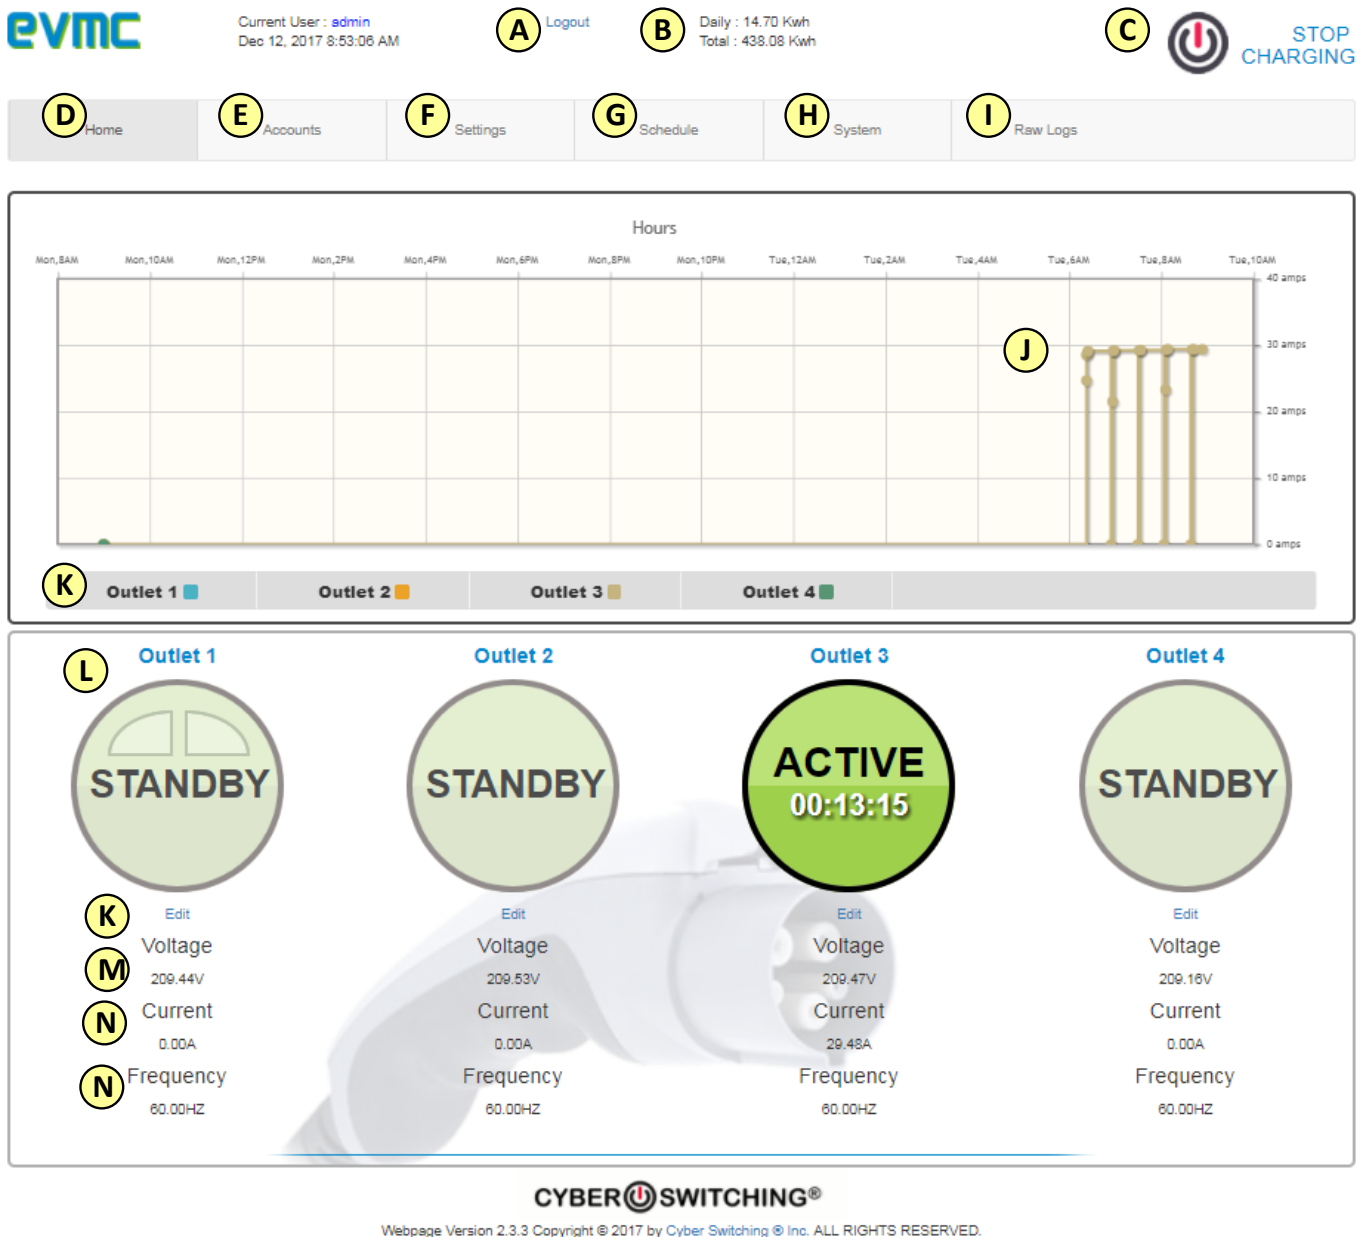 evmc
Current User : admin
Dec 12, 2017 8:53:06 AM
A Logout
B Daily : 14.70 Kwh
Total : 438.08 Kwh
C STOP
CHARGING
D Home E Accounts F Settings G Schedule H System I Raw Logs
Hours
Mon,8AM Mon,10AM Mon,12PM Mon,2PM Mon,4PM Mon,6PM Mon,8PM Mon,10PM Tue,12AM Tue,2AM Tue,4AM Tue,6AM Tue,8AM Tue,10AM
40 amps
J 30 amps
20 amps
10 amps
0 amps
K Outlet 1 Outlet 2 Outlet 3 Outlet 4
L Outlet 1 Outlet 2 Outlet 3 Outlet 4
STANDBY STANDBY ACTIVE STANDBY
00:13:15
K Edit Edit Edit Edit
Voltage Voltage Voltage Voltage
M 209.44V 209.53V 209.47V 209.16V
N Current Current Current Current
0.00A 0.00A 29.48A 0.00A
N Frequency Frequency Frequency Frequency
60.00HZ 60.00HZ 60.00HZ 60.00HZ
CYBER SWITCHING®
Webpage Version 2.3.3 Copyright © 2017 by Cyber Switching ® Inc. ALL RIGHTS RESERVED.